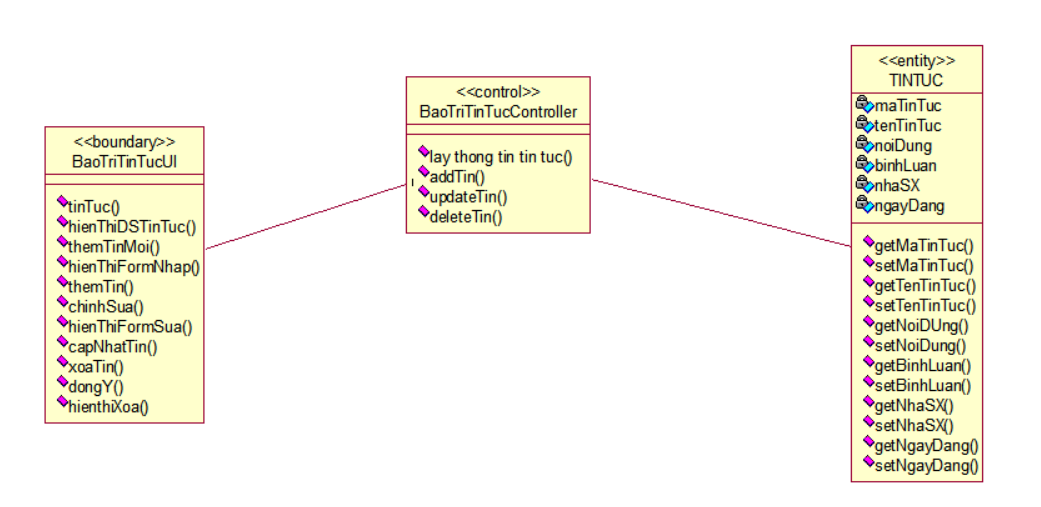 <<boundary>>
BaoTriTinTucUI
tinTuc()
hienThiDSTinTuc()
themTinMoi()
hienThiFormNhap()
themTin()
chinhSua()
hienThiFormSua()
capNhatTin()
xoaTin()
dongY()
hienthiXoa()
<<control>>
BaoTriTinTucController
lay thong tin tin tuc()
addTin()
updateTin()
deleteTin()
<<entity>>
TINTUC
maTinTuc
tenTinTuc
noiDung
binhLuan
nhaSX
ngayDang
getMaTinTuc()
setMaTinTuc()
getTenTinTuc()
setTenTinTuc()
getNoiDUng()
setNoiDung()
getBinhLuan()
setBinhLuan()
getNhaSX()
setNhaSX()
getNgayDang()
setNgayDang()